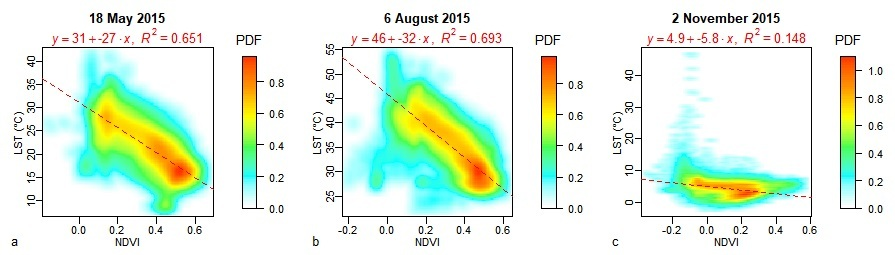 18 May 2015
y = 31 + -27 · x, R² = 0.651
PDF
LST (°C)
40
35
30
25
20
15
10
0.0 0.2 0.4 0.6
NDVI
0.8
0.6
0.4
0.2
0.0
a
6 August 2015
y = 46 + -32 · x, R² = 0.693
PDF
LST (°C)
55
50
45
40
35
30
25
-0.2 0.0 0.2 0.4 0.6
NDVI
0.8
0.6
0.4
0.2
0.0
b
2 November 2015
y = 4.9 + -5.8 · x, R² = 0.148
PDF
LST (°C)
40
30
20
10
0
-0.2 0.0 0.2 0.4 0.6
NDVI
1.0
0.8
0.6
0.4
0.2
0.0
c